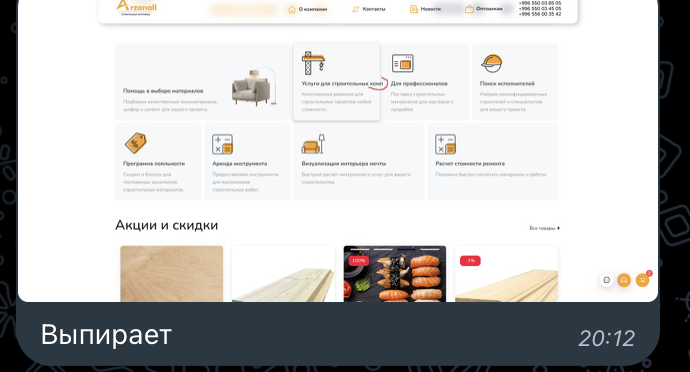 Arzanall
СТРОИТЕЛЬНЫЕ МАТЕРИАЛЫ
О компании
Контакты
Новости
Оптовикам
+996 550 03 85 05
+996 550 03 45 05
+996 556 00 35 42
Помощь в выборе материалов
Подберем качественные пиломатериалы, шифер и цемент для вашего проекта.
Услуги для строительных комп
Комплексные решения для
строительных проектов любой
сложности.
Для профессионалов
Поставки строительных
материалов для мастеров и
прорабов.
Поиск исполнителей
Найдем квалифицированных
строителей и специалистов
для вашего проекта.
Программа лояльности
Скидки и бонусы для
постоянных заказчиков
строительных материалов.
Аренда инструмента
Предоставляем инструменты
для выполнения
строительных работ.
Визуализация интерьера мечты
Быстрый расчет материалов и услуг для вашего
строительства.
Расчет стоимости ремонта
Поможем быстро посчитать материалы и работы.
Акции и скидки
Все товары
100%
-3%
Выпирает
20:12